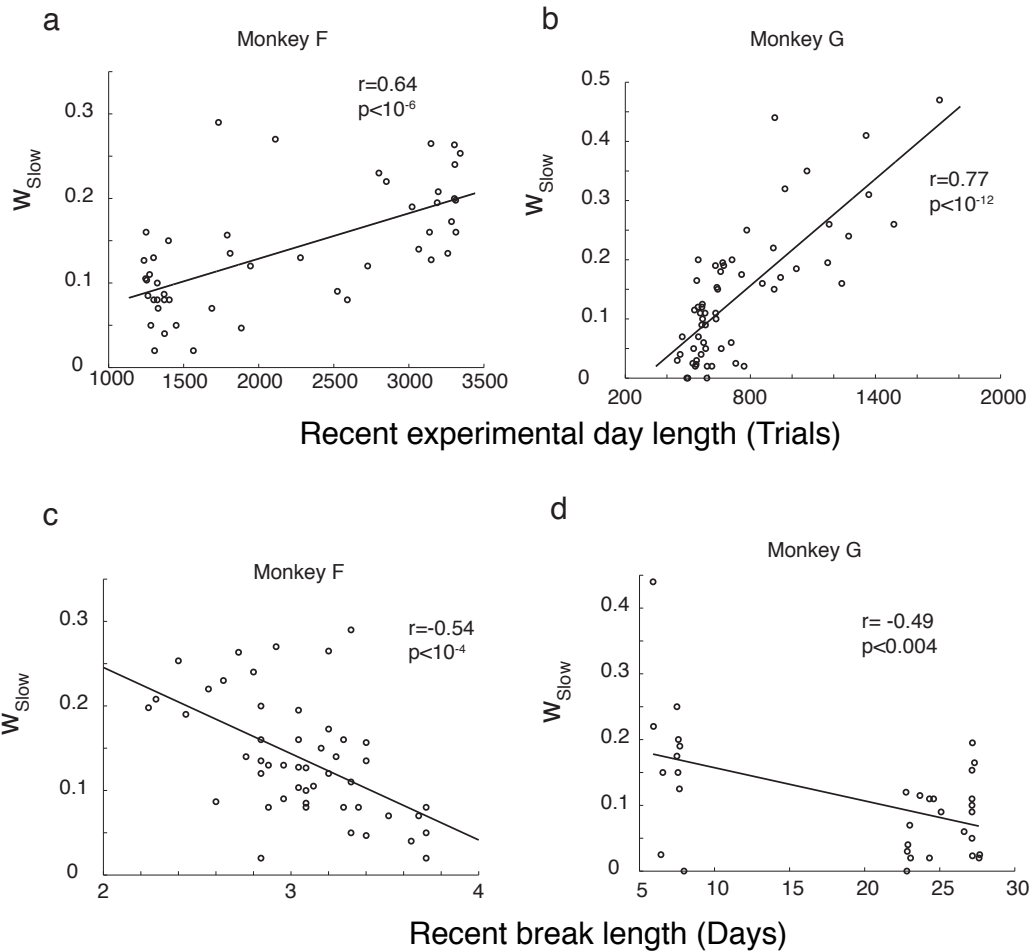 a
Monkey F
r=0.64
p<10-6
0.3
0.2
0.1
0
WSlow
1000 1500 2000 2500 3000 3500
b
Monkey G
0.5
0.4
0.3
0.2
0.1
0
WSlow
r=0.77
p<10-12
200 800 1400 2000
Recent experimental day length (Trials)
c
Monkey F
r=-0.54
p<10-4
0.3
0.2
0.1
0
WSlow
2 3 4
d
Monkey G
r= -0.49
p<0.004
0.4
0.3
0.2
0.1
0
WSlow
5 10 15 20 25 30
Recent break length (Days)